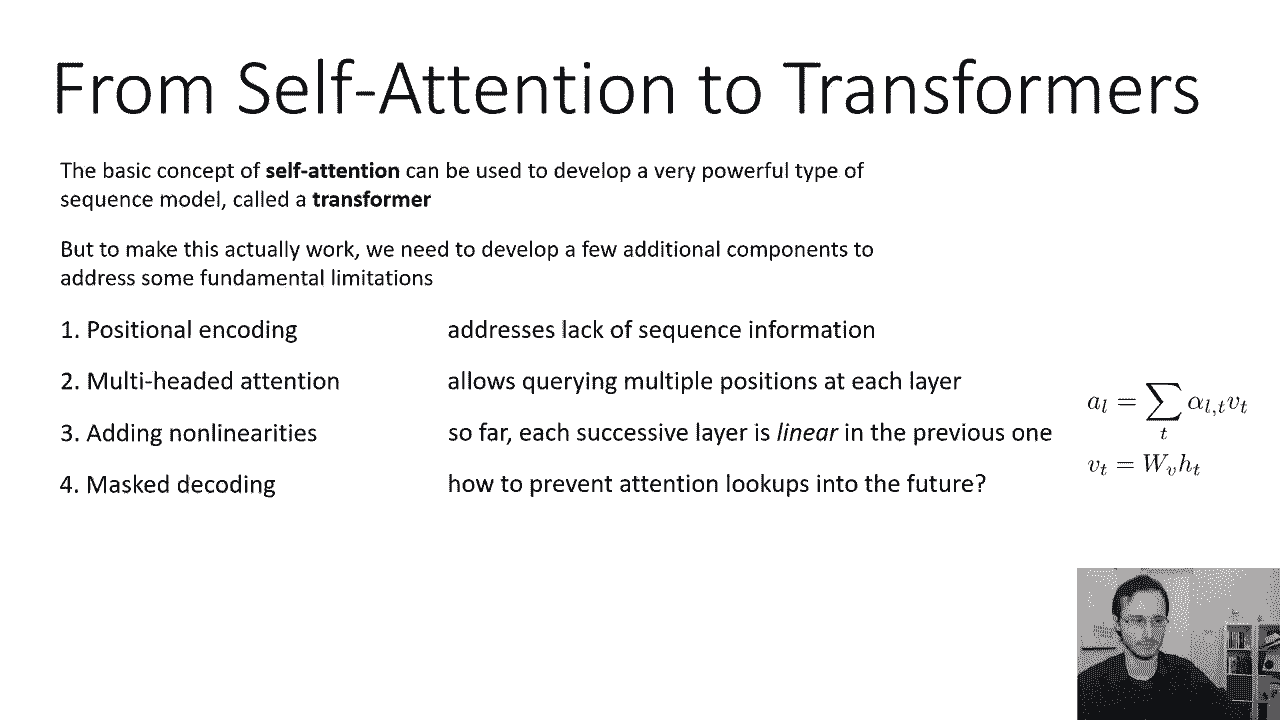 From Self-Attention to Transformers
The basic concept of self-attention can be used to develop a very powerful type of
sequence model, called a transformer
But to make this actually work, we need to develop a few additional components to
address some fundamental limitations
1. Positional encoding addresses lack of sequence information
2. Multi-headed attention allows querying multiple positions at each layer
3. Adding nonlinearities so far, each successive layer is linear in the previous one
4. Masked decoding how to prevent attention lookups into the future?
a_l = ∑_t α_{l,t} v_t
v_t = W_v h_t